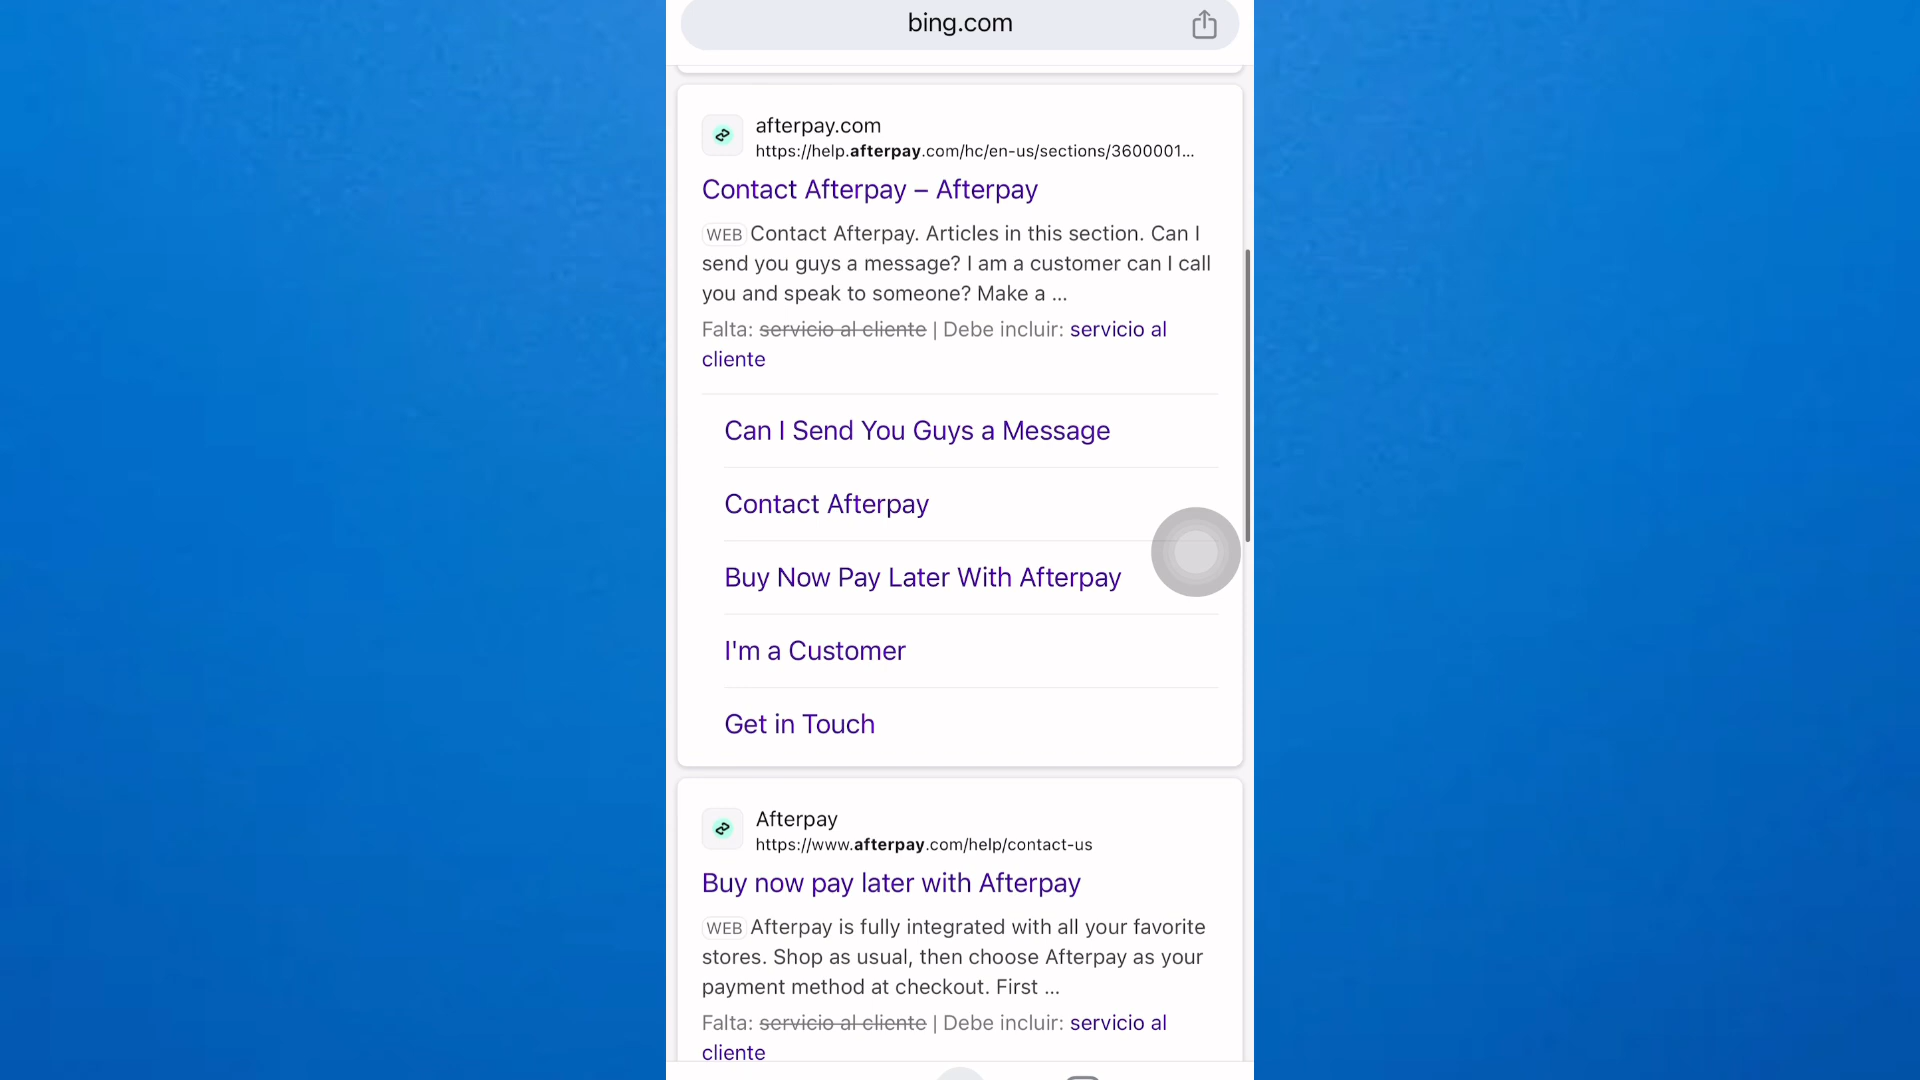 bing.com
afterpay.com
https://help.afterpay.com/hc/en-us/sections/3600001...
Contact Afterpay – Afterpay
WEB Contact Afterpay. Articles in this section. Can I
send you guys a message? I am a customer can I call
you and speak to someone? Make a ...
Falta: servicio al cliente | Debe incluir: servicio al
cliente
Can I Send You Guys a Message
Contact Afterpay
Buy Now Pay Later With Afterpay
I'm a Customer
Get in Touch
Afterpay
https://www.afterpay.com/help/contact-us
Buy now pay later with Afterpay
WEB Afterpay is fully integrated with all your favorite
stores. Shop as usual, then choose Afterpay as your
payment method at checkout. First ...
Falta: servicio al cliente | Debe incluir: servicio al
cliente